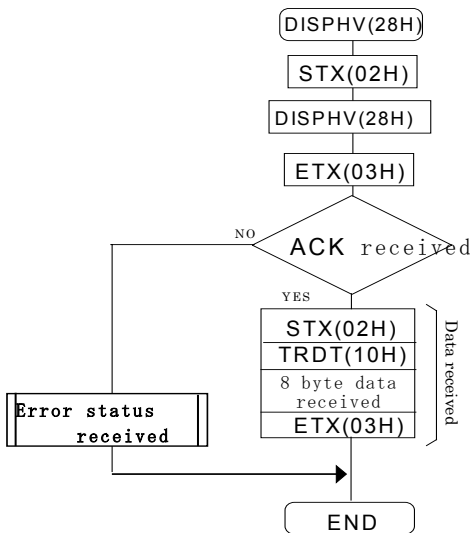 DISPHV(28H)
STX(02H)
DISPHV(28H)
ETX(03H)
NO
ACK received
YES
STX(02H)
TRDT(10H)
8 byte data
received
ETX(03H)
Data received
Error status
received
END